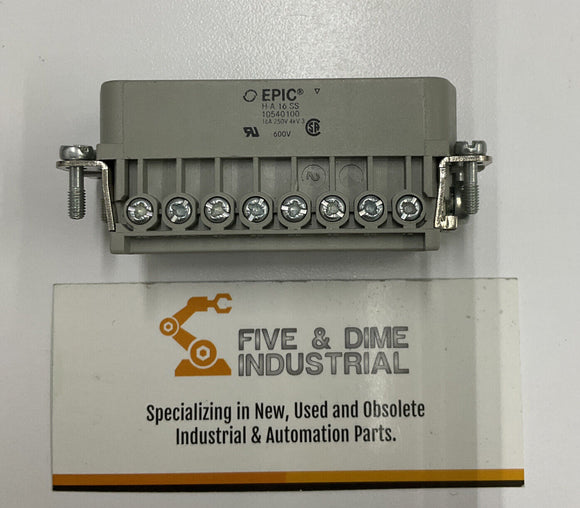 EPIC®
H-A 16 SS
10540100
16A 250V 4kV 3
600V
FIVE & DIME
INDUSTRIAL
Specializing in New, Used and Obsolete
Industrial & Automation Parts.